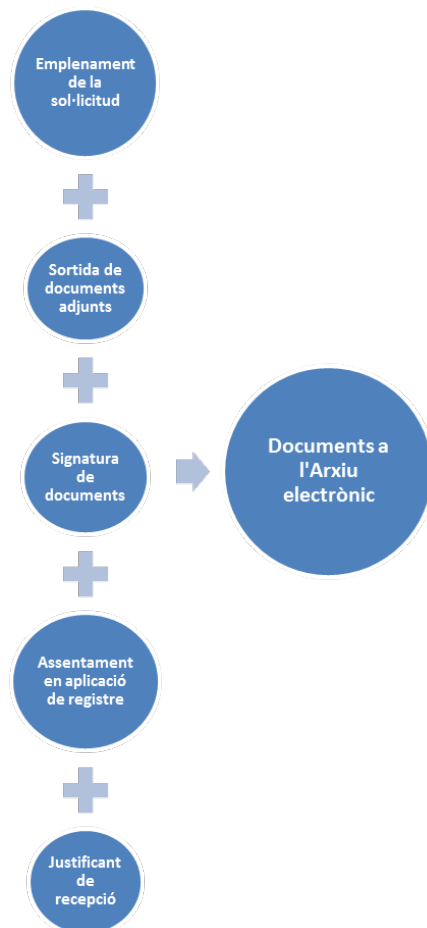 Emplenament
de la
sol·licitud
Sortida de
documents
adjunts
Signatura
de
documents
Documents a
l'Arxiu
electrònic
Assentament
en aplicació
de registre
Justificant
de
recepció